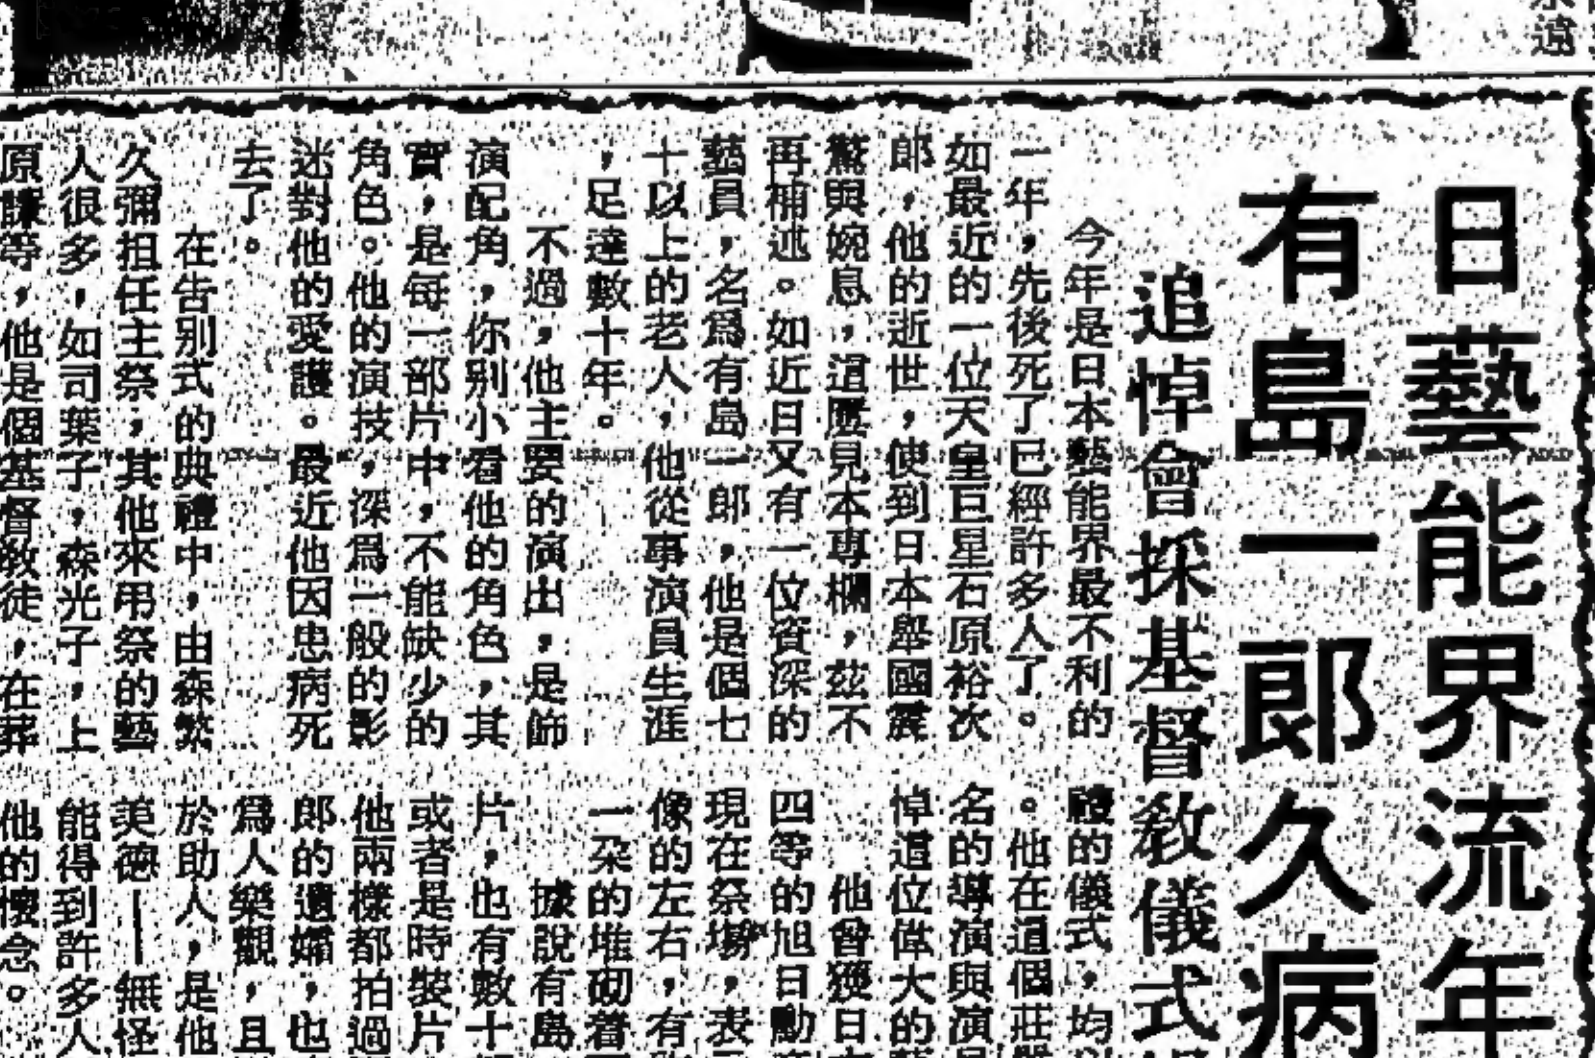 日藝能界流年
有島一郎久病
追悼會採基督敎儀式
今年是日本藝能界最不利的
一年，先後死了已經許多人了。
如最近的一位天皇巨星石原裕次
郎，他的逝世，使到日本舉國震
驚與婉息，這屢見本專欄，茲不
再補述。如近日又有一位資深的
藝員，名爲有島一郎，他是個七
十以上的老人，他從事演員生涯
，足達數十年。
不過，他主要的演出，是飾
演配角，你别小看他的角色，其
實，是每一部片中，不能缺少的
角色。他的演技，深爲一般的影
迷對他的愛護。最近他因患病死
去了。
在告别式的典禮中，由森繁
久彌担任主祭，其他來弔祭的藝
人很多，如司葉子，森光子，上
原謙等，他是個基督敎徒，在葬
禮的儀式，均
。他在這個莊
名的導演與演
悼這位偉大的
他曾獲日
四等的旭日勳
現在祭場，表
像的左右，有
一朶的堆砌着
據說有島
片，也有數十
或者是時裝片
他兩樣都拍過
郎的遺孀，也
爲人樂觀，且
於助人，是他
美德—無怪
能得到許多人
他的懷念。
遠